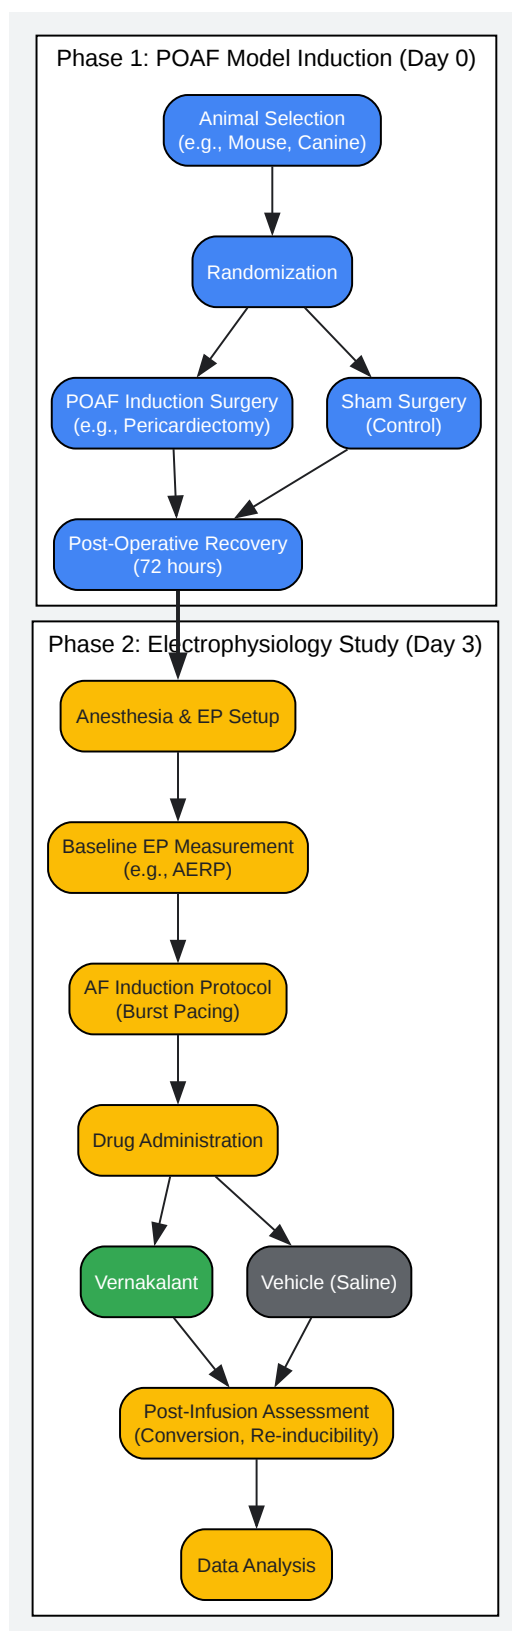 Phase 1: POAF Model Induction (Day 0)
Animal Selection
(e.g., Mouse, Canine)
Randomization
POAF Induction Surgery
(e.g., Pericardiectomy)
Sham Surgery
(Control)
Post-Operative Recovery
(72 hours)
Phase 2: Electrophysiology Study (Day 3)
Anesthesia & EP Setup
Baseline EP Measurement
(e.g., AERP)
AF Induction Protocol
(Burst Pacing)
Drug Administration
Vernakalant
Vehicle (Saline)
Post-Infusion Assessment
(Conversion, Re-inducibility)
Data Analysis